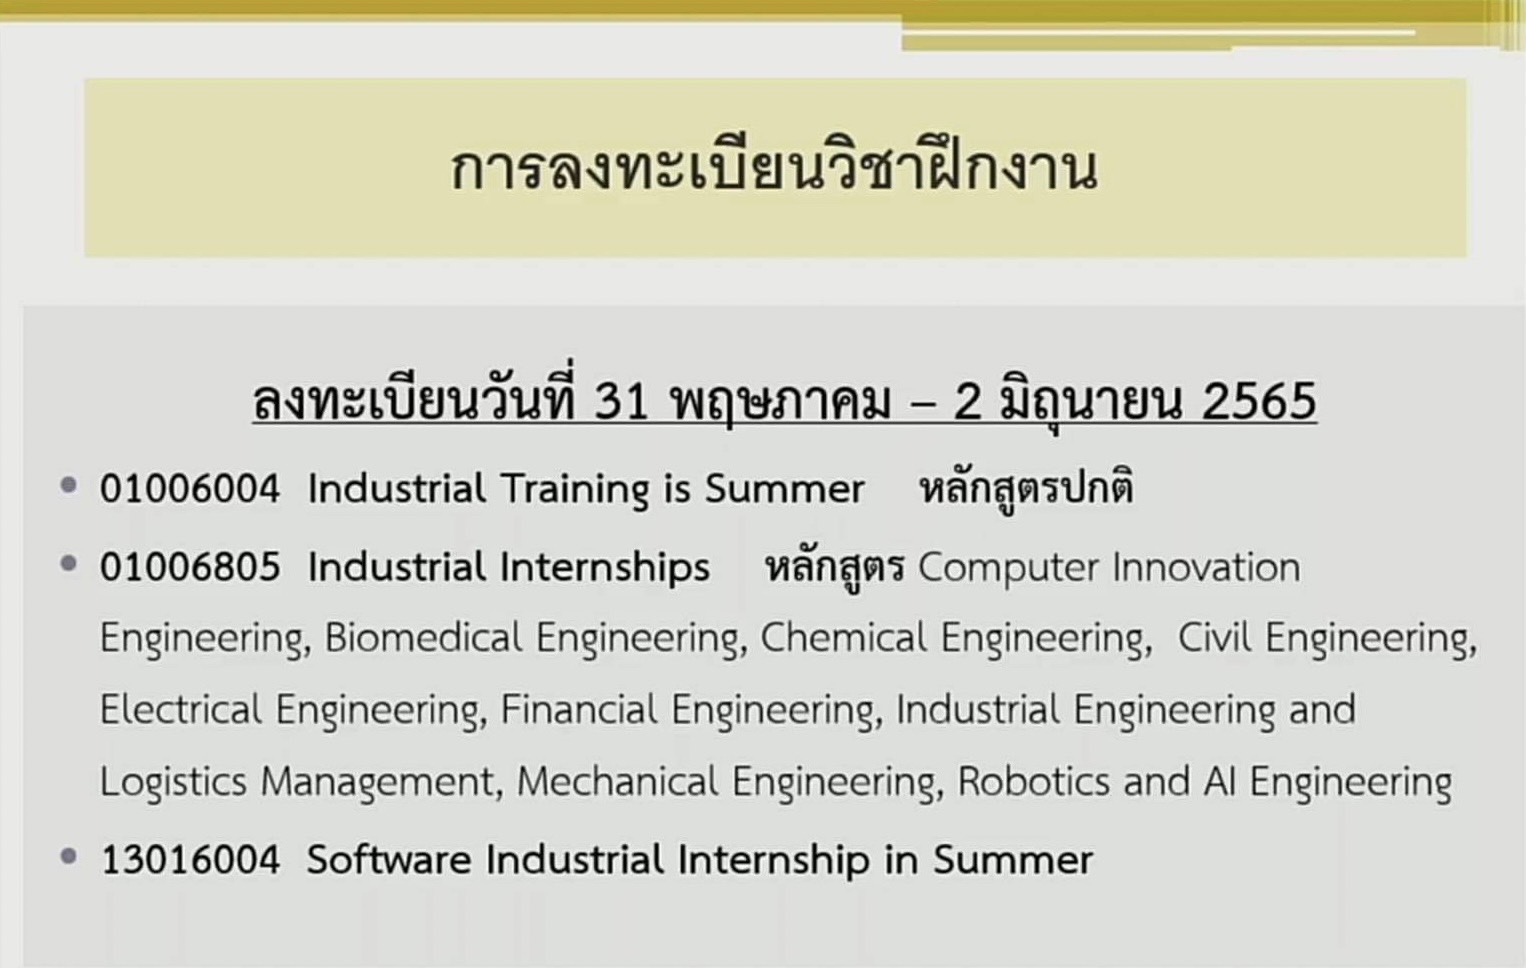 การลงทะเบียนวิชาฝึกงาน
ลงทะเบียนวันที่ 31 พฤษภาคม – 2 มิถุนายน 2565
• 01006004 Industrial Training is Summer หลักสูตรปกติ
• 01006805 Industrial Internships หลักสูตร Computer Innovation
Engineering, Biomedical Engineering, Chemical Engineering, Civil Engineering,
Electrical Engineering, Financial Engineering, Industrial Engineering and
Logistics Management, Mechanical Engineering, Robotics and AI Engineering
• 13016004 Software Industrial Internship in Summer